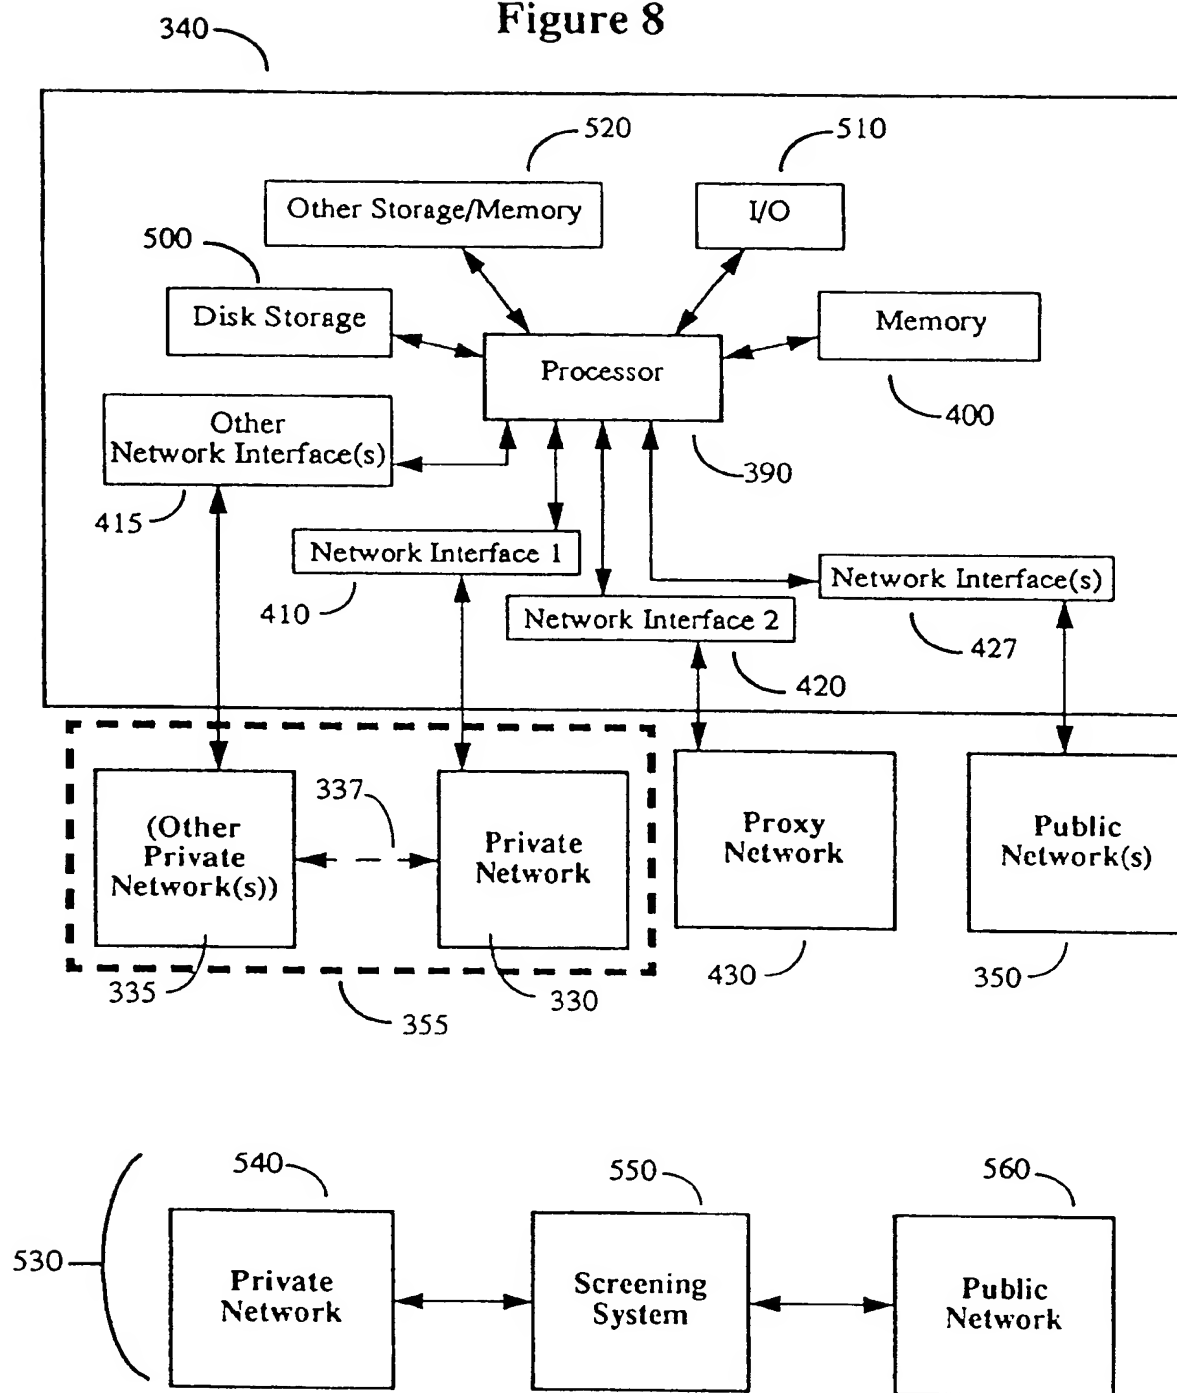 Figure 8
340
520
510
Other Storage/Memory
I/O
500
Disk Storage
Memory
Processor
400
Other
Network Interface(s)
390
415
Network Interface 1
Network Interface(s)
410
Network Interface 2
427
420
337
(Other
Private
Network(s))
Private
Network
Proxy
Network
Public
Network(s)
335
330
430
350
355
540
550
560
530
Private
Network
Screening
System
Public
Network